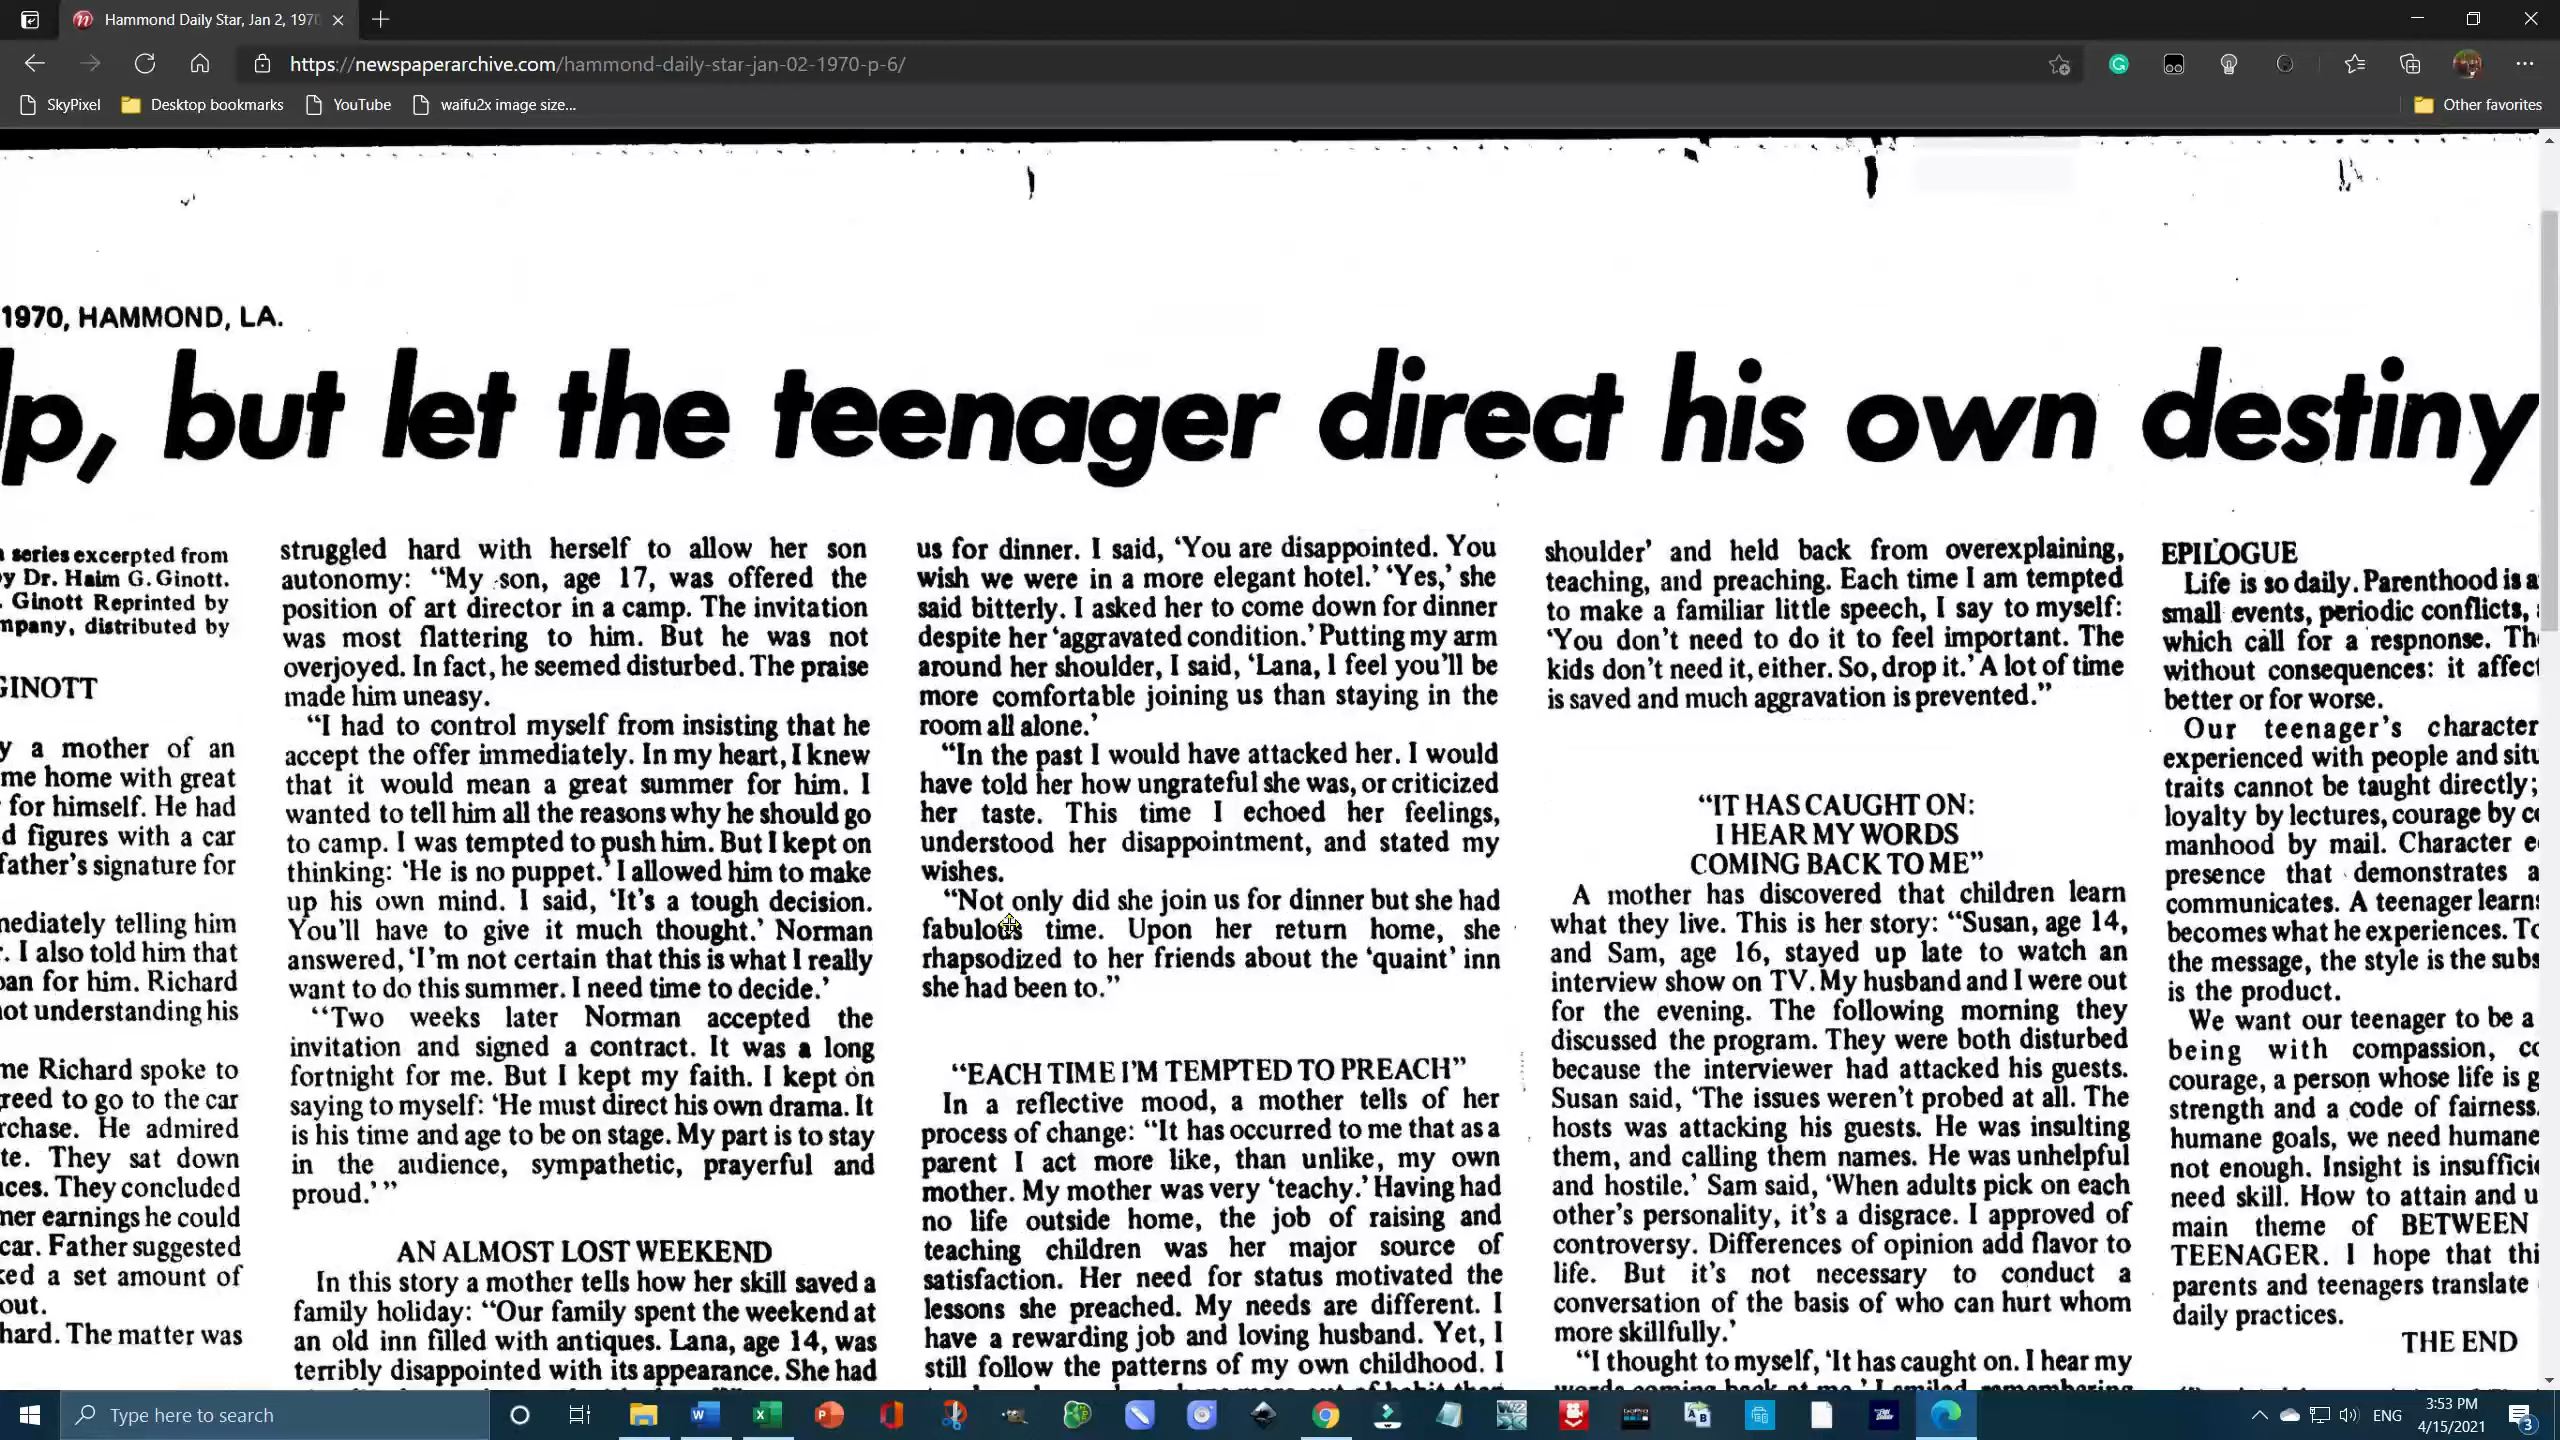 Hammond Daily Star, Jan 2, 1970
https://newspaperarchive.com/hammond-daily-star-jan-02-1970-p-6/
SkyPixel
Desktop bookmarks
YouTube
waifu2x image size...
Other favorites
1970, HAMMOND, LA.
lp, but let the teenager direct his own destiny
series excerpted from
y Dr. Haim G. Ginott.
. Ginott Reprinted by
mpany, distributed by
GINOTT
y a mother of an
me home with great
for himself. He had
d figures with a car
father's signature for
mediately telling him
. I also told him that
an for him. Richard
not understanding his
me Richard spoke to
reed to go to the car
rchase. He admired
te. They sat down
nces. They concluded
mer earnings he could
car. Father suggested
ked a set amount of
out.
hard. The matter was
struggled hard with herself to allow her son
autonomy: "My son, age 17, was offered the
position of art director in a camp. The invitation
was most flattering to him. But he was not
overjoyed. In fact, he seemed disturbed. The praise
made him uneasy.
"I had to control myself from insisting that he
accept the offer immediately. In my heart, I knew
that it would mean a great summer for him. I
wanted to tell him all the reasons why he should go
to camp. I was tempted to push him. But I kept on
thinking: 'He is no puppet.' I allowed him to make
up his own mind. I said, 'It's a tough decision.
You'll have to give it much thought.' Norman
answered, 'I'm not certain that this is what I really
want to do this summer. I need time to decide.'
"Two weeks later Norman accepted the
invitation and signed a contract. It was a long
fortnight for me. But I kept my faith. I kept on
saying to myself: 'He must direct his own drama. It
is his time and age to be on stage. My part is to stay
in the audience, sympathetic, prayerful and
proud.' "
AN ALMOST LOST WEEKEND
In this story a mother tells how her skill saved a
family holiday: "Our family spent the weekend at
an old inn filled with antiques. Lana, age 14, was
terribly disappointed with its appearance. She had
us for dinner. I said, 'You are disappointed. You
wish we were in a more elegant hotel.' 'Yes,' she
said bitterly. I asked her to come down for dinner
despite her 'aggravated condition.' Putting my arm
around her shoulder, I said, 'Lana, I feel you'll be
more comfortable joining us than staying in the
room all alone.'
"In the past I would have attacked her. I would
have told her how ungrateful she was, or criticized
her taste. This time I echoed her feelings,
understood her disappointment, and stated my
wishes.
"Not only did she join us for dinner but she had
fabulous time. Upon her return home, she
rhapsodized to her friends about the 'quaint' inn
she had been to."
"EACH TIME I'M TEMPTED TO PREACH"
In a reflective mood, a mother tells of her
process of change: "It has occurred to me that as a
parent I act more like, than unlike, my own
mother. My mother was very 'teachy.' Having had
no life outside home, the job of raising and
teaching children was her major source of
satisfaction. Her need for status motivated the
lessons she preached. My needs are different. I
have a rewarding job and loving husband. Yet, I
still follow the patterns of my own childhood. I
shoulder' and held back from overexplaining,
teaching, and preaching. Each time I am tempted
to make a familiar little speech, I say to myself:
'You don't need to do it to feel important. The
kids don't need it, either. So, drop it.' A lot of time
is saved and much aggravation is prevented."
"IT HAS CAUGHT ON:
I HEAR MY WORDS
COMING BACK TO ME"
A mother has discovered that children learn
what they live. This is her story: "Susan, age 14,
and Sam, age 16, stayed up late to watch an
interview show on TV. My husband and I were out
for the evening. The following morning they
discussed the program. They were both disturbed
because the interviewer had attacked his guests.
Susan said, 'The issues weren't probed at all. The
hosts was attacking his guests. He was insulting
them, and calling them names. He was unhelpful
and hostile.' Sam said, 'When adults pick on each
other's personality, it's a disgrace. I approved of
controversy. Differences of opinion add flavor to
life. But it's not necessary to conduct a
conversation of the basis of who can hurt whom
more skillfully.'
"I thought to myself, 'It has caught on. I hear my
words coming back at me.' I smiled, remembering
EPILOGUE
Life is so daily. Parenthood is a
small events, periodic conflicts,
which call for a respnonse. Th
without consequences: it affect
better or for worse.
Our teenager's character
experienced with people and situ
traits cannot be taught directly;
loyalty by lectures, courage by c
manhood by mail. Character e
presence that demonstrates a
communicates. A teenager learns
becomes what he experiences. To
the message, the style is the subs
is the product.
We want our teenager to be a
being with compassion, co
courage, a person whose life is g
strength and a code of fairness.
humane goals, we need humane
not enough. Insight is insufficie
need skill. How to attain and u
main theme of BETWEEN
TEENAGER. I hope that thi
parents and teenagers translate
daily practices.
THE END
Type here to search
ENG
3:53 PM
4/15/2021
3